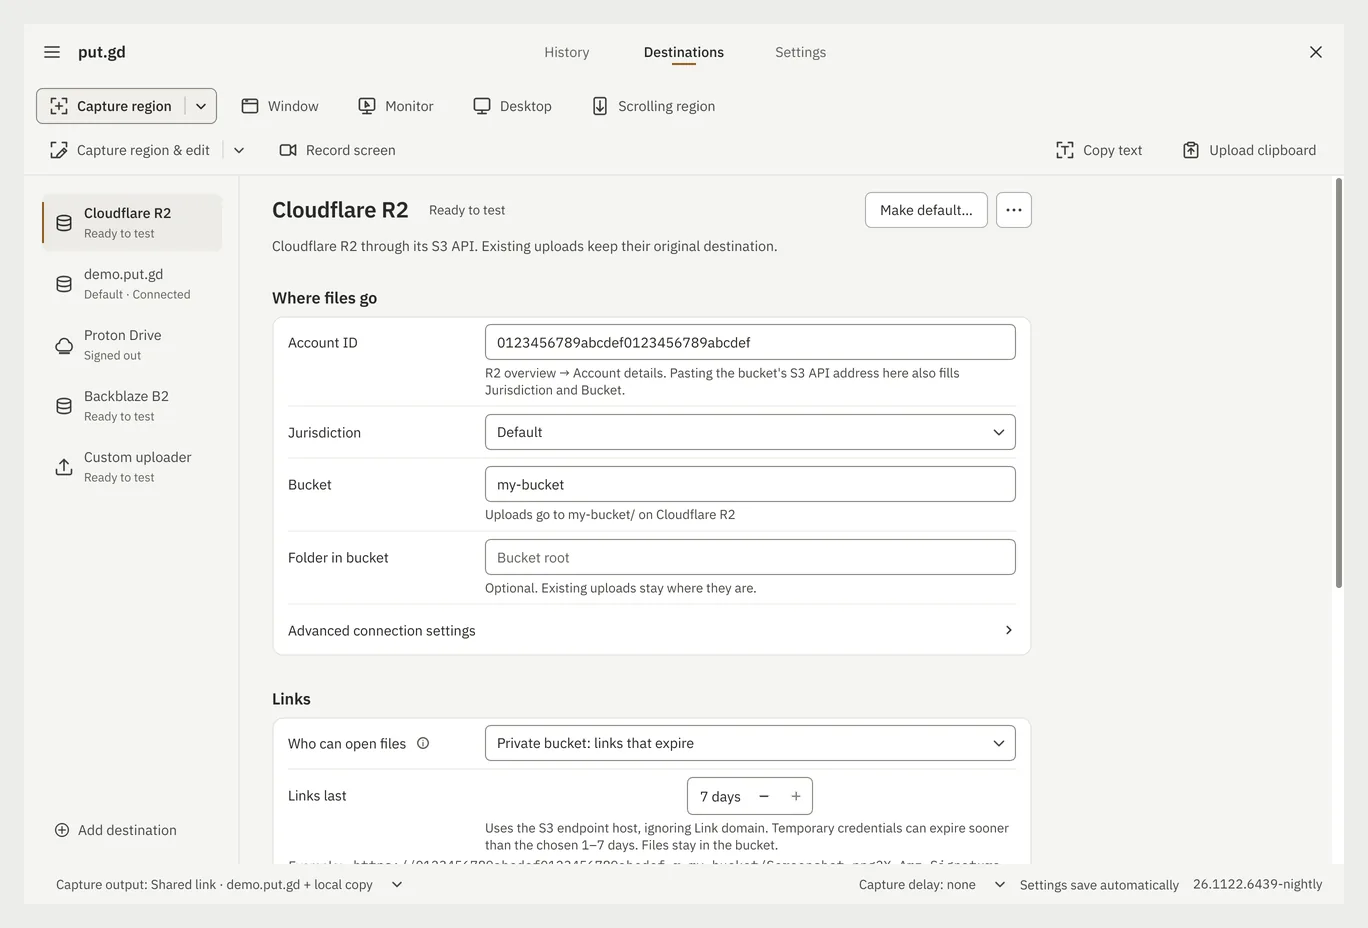 put.gd
History
Destinations
Settings
Capture region
Window
Monitor
Desktop
Scrolling region
Capture region & edit
Record screen
Copy text
Upload clipboard
Cloudflare R2
Ready to test
demo.put.gd
Default · Connected
Proton Drive
Signed out
Backblaze B2
Ready to test
Custom uploader
Ready to test
Add destination
Cloudflare R2
Ready to test
Make default...
Cloudflare R2 through its S3 API. Existing uploads keep their original destination.
Where files go
Account ID
0123456789abcdef0123456789abcdef
R2 overview → Account details. Pasting the bucket's S3 API address here also fills
Jurisdiction and Bucket.
Jurisdiction
Default
Bucket
my-bucket
Uploads go to my-bucket/ on Cloudflare R2
Folder in bucket
Bucket root
Optional. Existing uploads stay where they are.
Advanced connection settings
Links
Who can open files
Private bucket: links that expire
Links last
7 days
Uses the S3 endpoint host, ignoring Link domain. Temporary credentials can expire sooner
than the chosen 1–7 days. Files stay in the bucket.
Capture output: Shared link · demo.put.gd + local copy
Capture delay: none
Settings save automatically
26.1122.6439-nightly